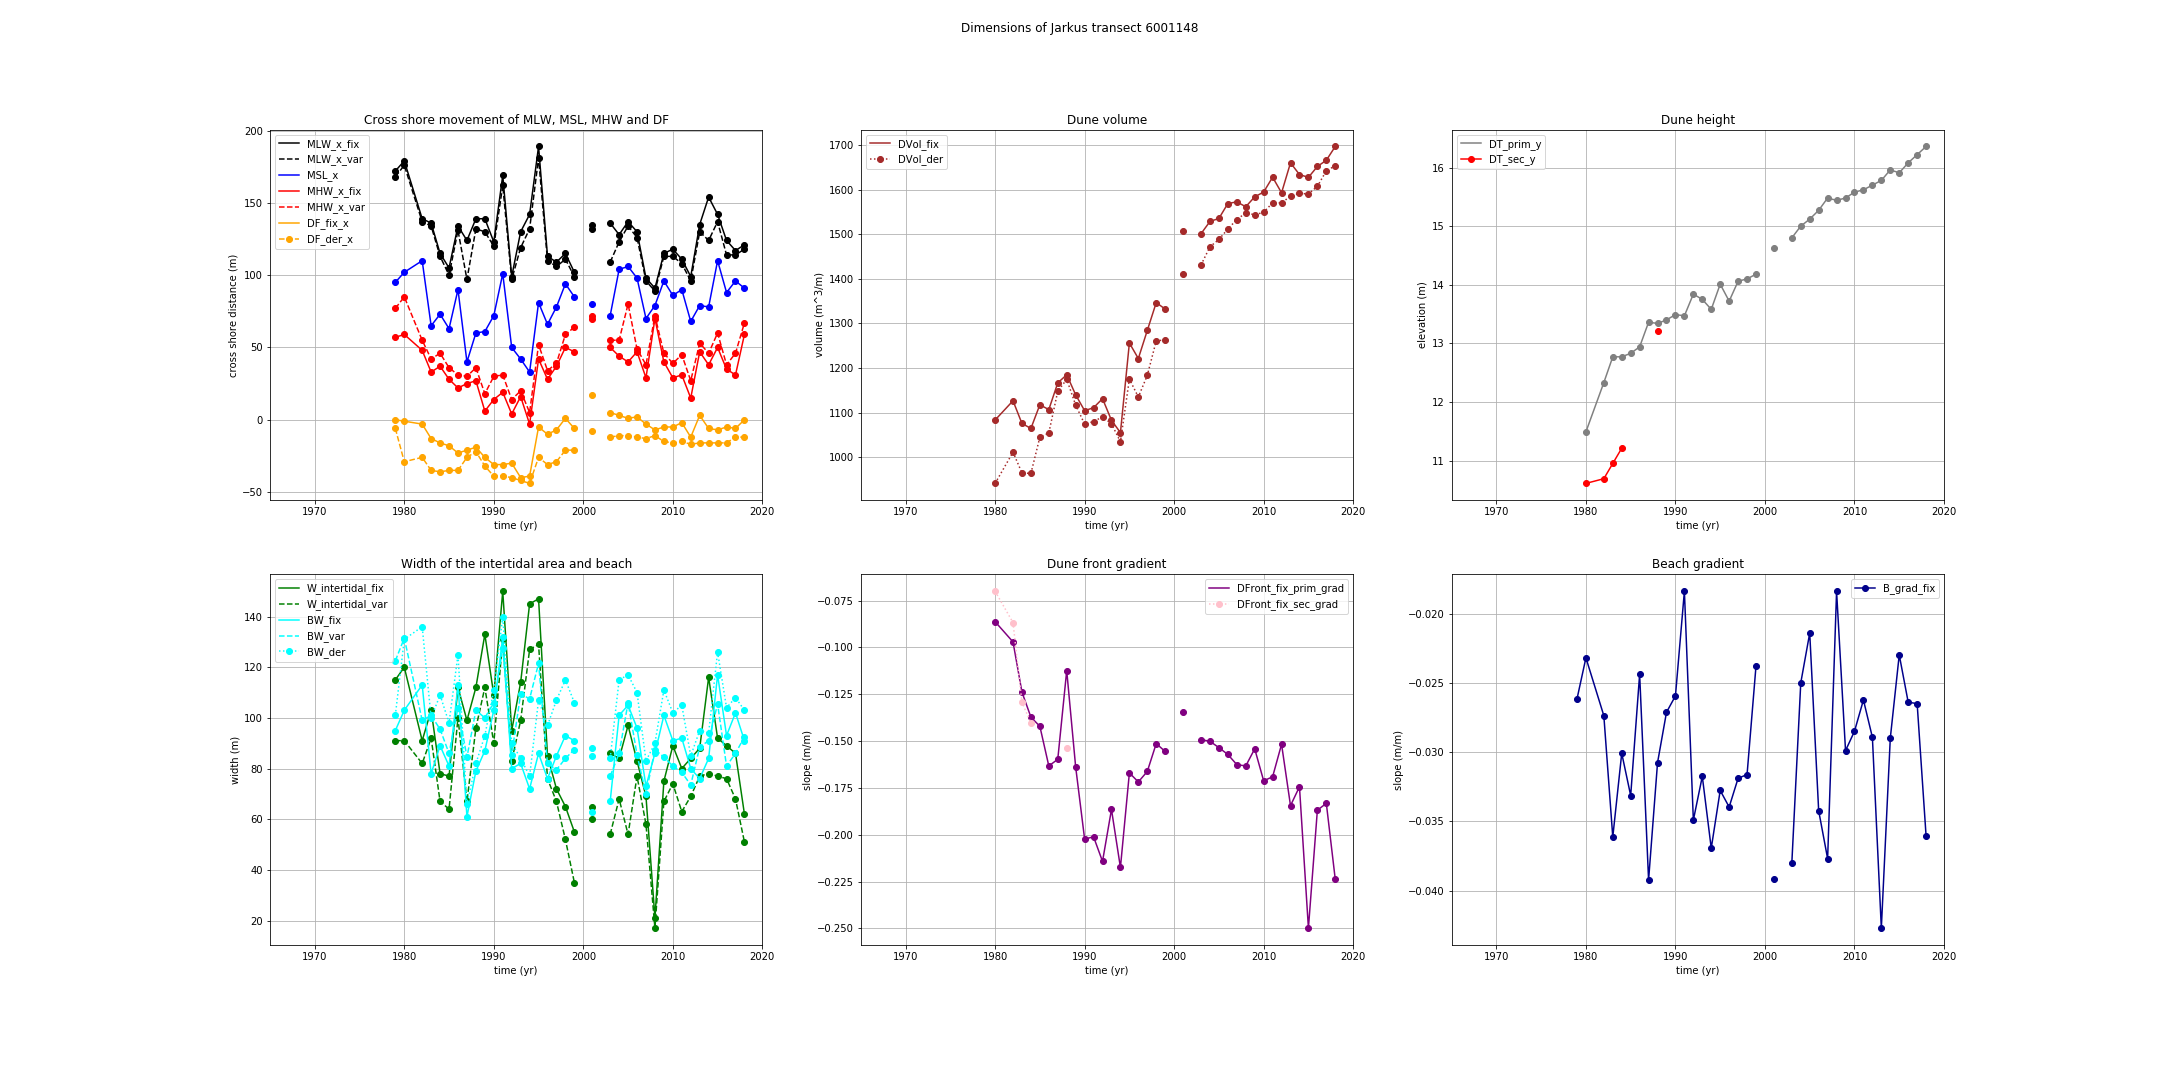 Dimensions of Jarkus transect 6001148
Cross shore movement of MLW, MSL, MHW and DF
MLW_x_fix
MLW_x_var
MSL_x
MHW_x_fix
MHW_x_var
DF_fix_x
DF_der_x
cross shore distance (m)
200
150
100
50
0
−50
1970
1980
1990
2000
2010
2020
time (yr)
Dune volume
DVol_fix
DVol_der
volume (m^3/m)
1700
1600
1500
1400
1300
1200
1100
1000
1970
1980
1990
2000
2010
2020
time (yr)
Dune height
DT_prim_y
DT_sec_y
elevation (m)
16
15
14
13
12
11
1970
1980
1990
2000
2010
2020
time (yr)
Width of the intertidal area and beach
W_intertidal_fix
W_intertidal_var
BW_fix
BW_var
BW_der
width (m)
140
120
100
80
60
40
20
1970
1980
1990
2000
2010
2020
time (yr)
Dune front gradient
DFront_fix_prim_grad
DFront_fix_sec_grad
slope (m/m)
−0.075
−0.100
−0.125
−0.150
−0.175
−0.200
−0.225
−0.250
1970
1980
1990
2000
2010
2020
time (yr)
Beach gradient
B_grad_fix
slope (m/m)
−0.020
−0.025
−0.030
−0.035
−0.040
1970
1980
1990
2000
2010
2020
time (yr)